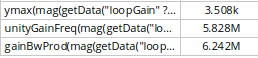 ymax(mag(getData("loopGain" ?... 3.508k
unityGainFreq(mag(getData("lo... 5.828M
gainBwProd(mag(getData("loop... 6.242M